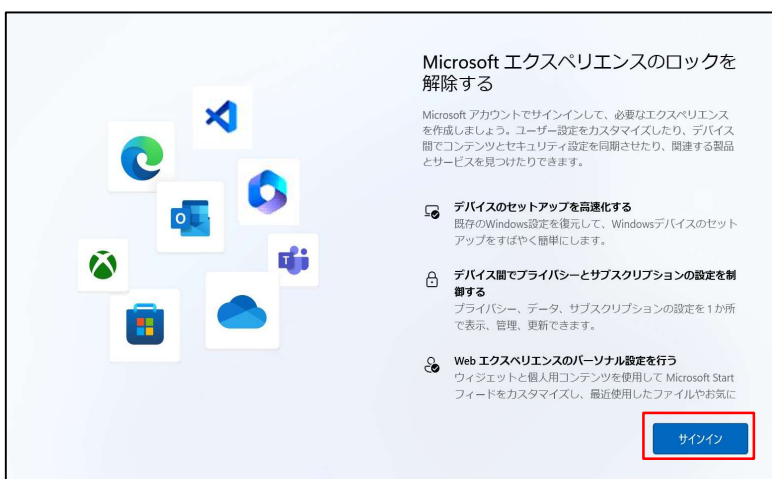 Microsoft エクスペリエンスのロックを
解除する
Microsoft アカウントでサインインして、必要なエクスペリエンス
を作成しましょう。ユーザー設定をカスタマイズしたり、デバイス
間でコンテンツとセキュリティ設定を同期させたり、関連する製品
とサービスを見つけたりできます。
デバイスのセットアップを高速化する
既存のWindows設定を復元して、Windowsデバイスのセット
アップをすばやく簡単にします。
デバイス間でプライバシーとサブスクリプションの設定を制
御する
プライバシー、データ、サブスクリプションの設定を1か所
で表示、管理、更新できます。
Web エクスペリエンスのパーソナル設定を行う
ウィジェットと個人用コンテンツを使用して Microsoft Start
フィードをカスタマイズし、最近使用したファイルやお気に
サインイン